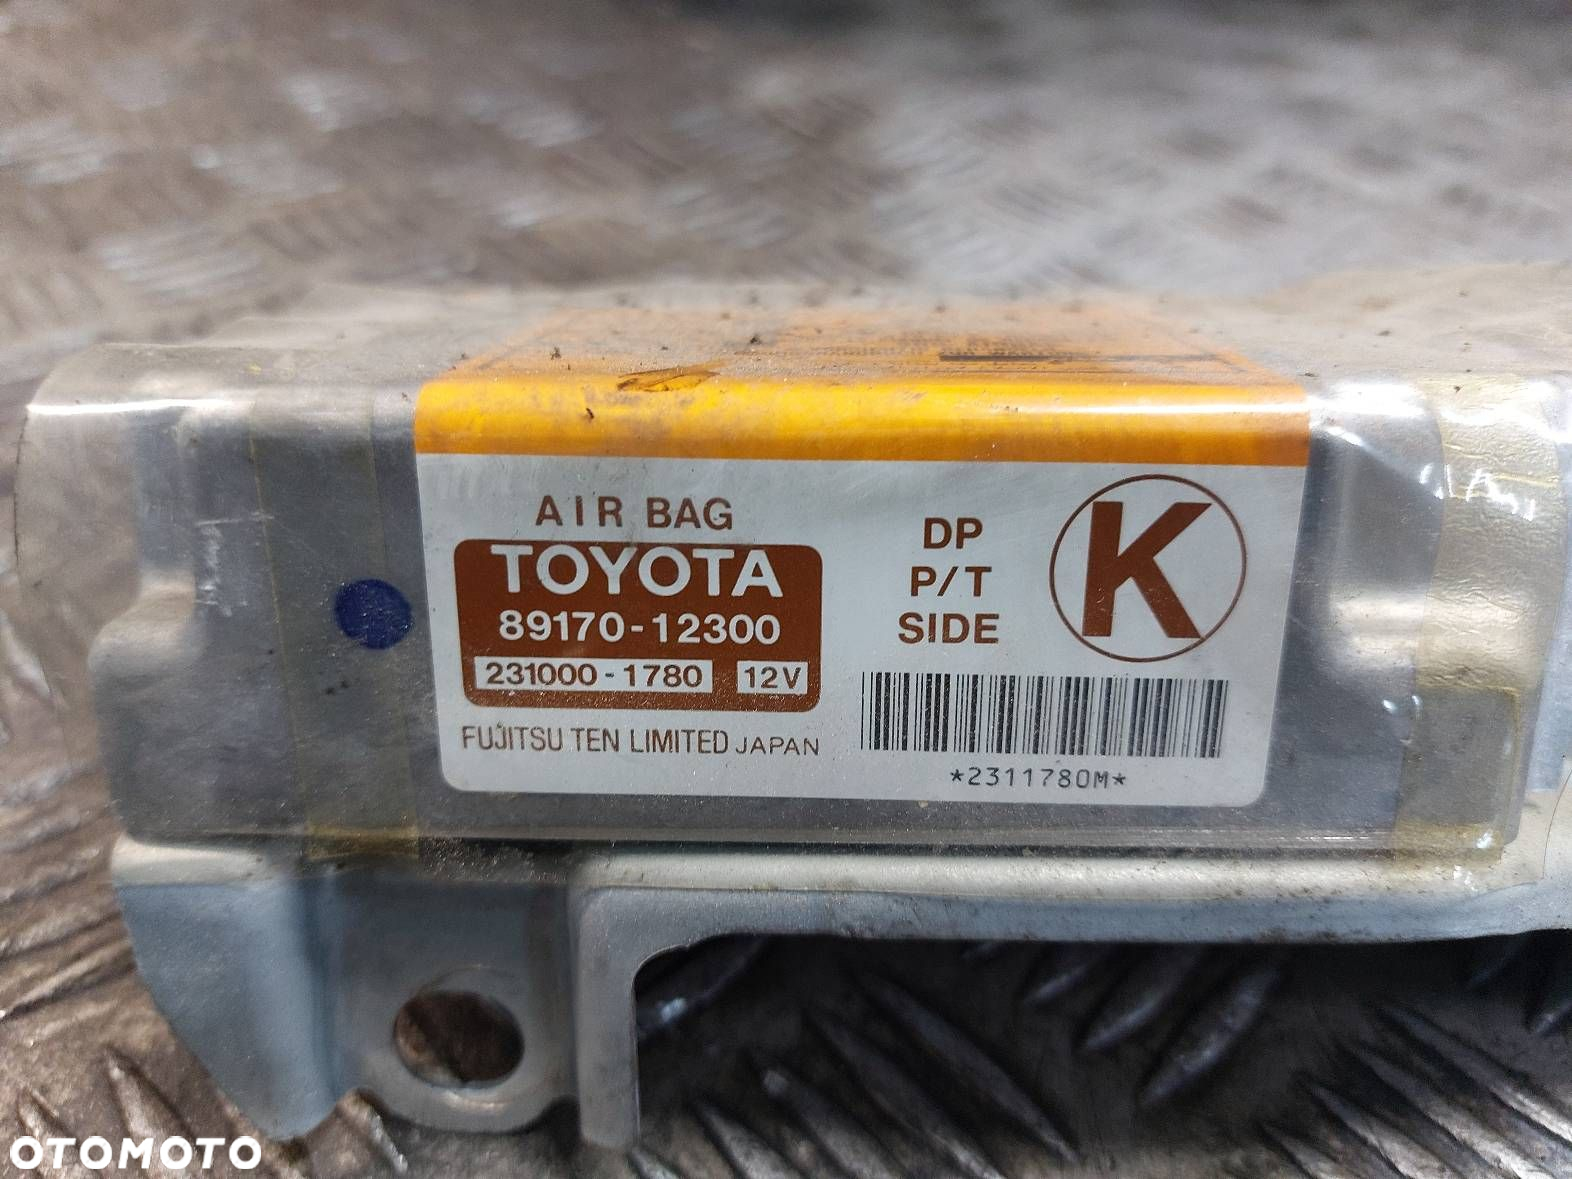 AIR BAG
TOYOTA
89170-12300
231000-1780 12V
FUJITSU TEN LIMITED JAPAN
DP
P/T
SIDE
K
*2311780M*
OTOMOTO